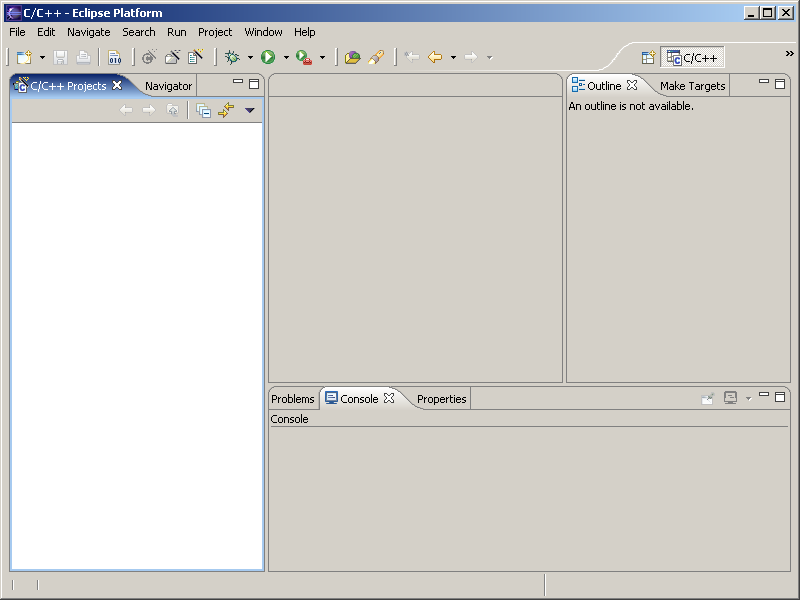 C/C++ - Eclipse Platform
File Edit Navigate Search Run Project Window Help
010 C/C++ »
C/C++ Projects Navigator
Outline Make Targets
An outline is not available.
Problems Console Properties
Console